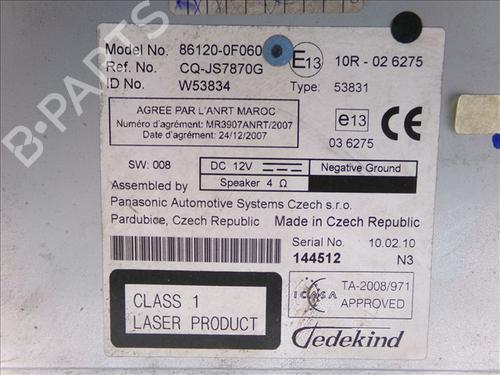 B-PARTS
Model No. 86120-0F060
Ref. No. CQ-JS7870G
ID No. W53834
E13 10R - 02 6275
Type: 53831
AGREE PAR L'ANRT MAROC
Numéro d'agrément: MR3907ANRT/2007
Date d'agrément: 24/12/2007
e13
03 6275
CE
SW: 008
DC 12V
Negative Ground
Speaker 4 Ω
Assembled by
Panasonic Automotive Systems Czech s.r.o.
Pardubice, Czech Republic
Made in Czech Republic
Serial No. 10.02.10
144512 N3
CLASS 1
LASER PRODUCT
ICASA
TA-2008/971
APPROVED
Tedekind